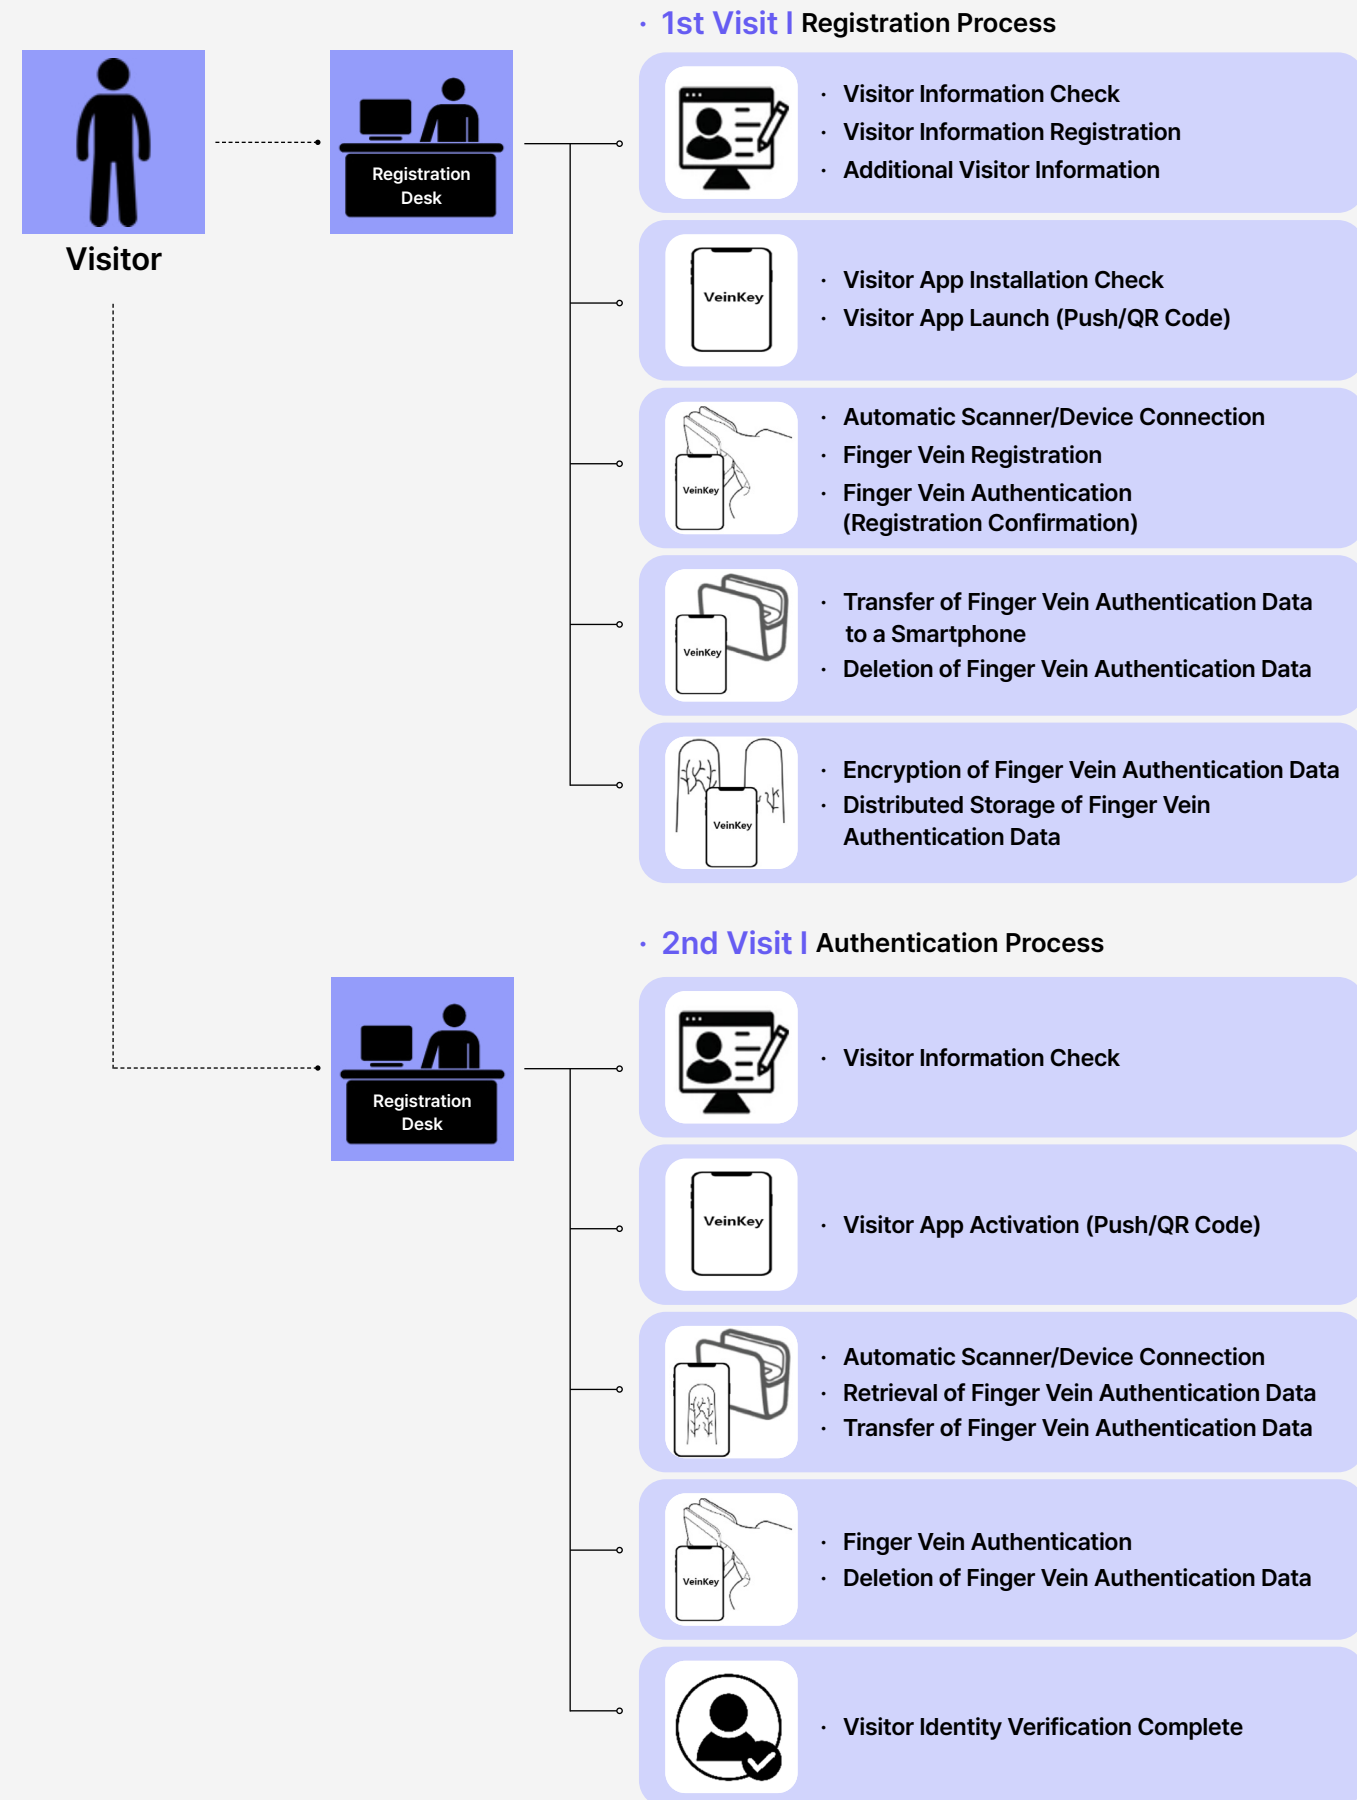 · 1st Visit | Registration Process
Registration
Desk
Visitor
· Visitor Information Check
· Visitor Information Registration
· Additional Visitor Information
VeinKey
· Visitor App Installation Check
· Visitor App Launch (Push/QR Code)
VeinKey
· Automatic Scanner/Device Connection
· Finger Vein Registration
· Finger Vein Authentication
(Registration Confirmation)
VeinKey
· Transfer of Finger Vein Authentication Data
to a Smartphone
· Deletion of Finger Vein Authentication Data
VeinKey
· Encryption of Finger Vein Authentication Data
· Distributed Storage of Finger Vein
Authentication Data
· 2nd Visit | Authentication Process
Registration
Desk
· Visitor Information Check
VeinKey
· Visitor App Activation (Push/QR Code)
· Automatic Scanner/Device Connection
· Retrieval of Finger Vein Authentication Data
· Transfer of Finger Vein Authentication Data
VeinKey
· Finger Vein Authentication
· Deletion of Finger Vein Authentication Data
· Visitor Identity Verification Complete